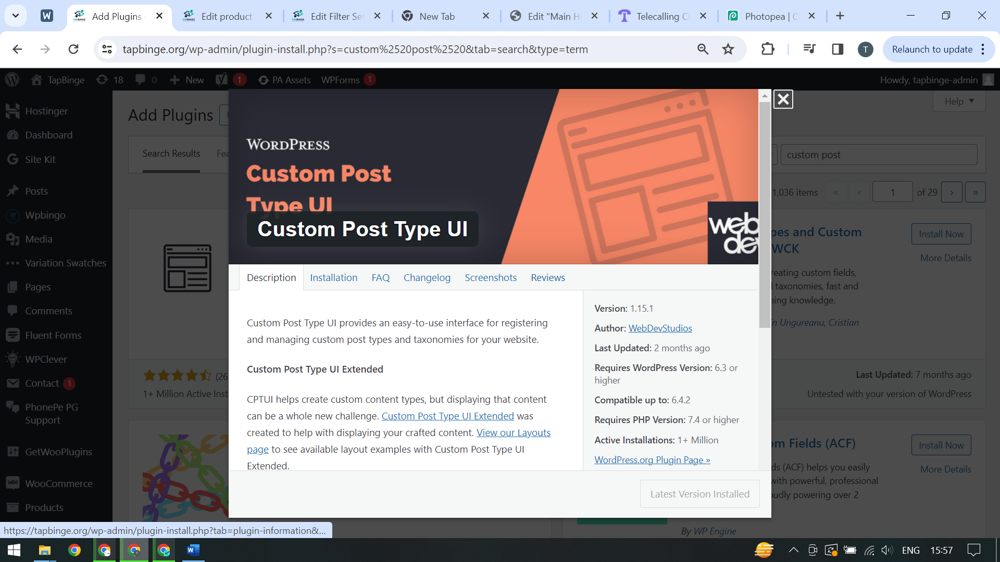 Add Plugins
Edit product
Edit Filter Set
New Tab
Edit "Main H
Telecalling C
Photopea | O
tapbinge.org/wp-admin/plugin-install.php?s=custom%2520post%2520&tab=search&type=term
T
Relaunch to update
TapBinge
18
0
New
1
PA Assets
WPForms
1
Howdy, tapbinge-admin
Hostinger
Dashboard
Site Kit
Posts
Wpbingo
Media
Variation Swatches
Pages
Comments
Fluent Forms
WPClever
Contact
1
PhonePe PG
Support
GetWooPlugins
WooCommerce
Products
Add Plugins
Help
Search Results
Fea
custom post
1,036 items
«
‹
1
of 29
›
»
WORDPRESS
Custom Post
Type UI
Custom Post Type UI
web
de
Description
Installation
FAQ
Changelog
Screenshots
Reviews
Custom Post Type UI provides an easy-to-use interface for registering
and managing custom post types and taxonomies for your website.
Custom Post Type UI Extended
CPTUI helps create custom content types, but displaying that content
can be a whole new challenge. Custom Post Type UI Extended was
created to help with displaying your crafted content. View our Layouts
page to see available layout examples with Custom Post Type UI
Extended.
Version: 1.15.1
Author: WebDevStudios
Last Updated: 2 months ago
Requires WordPress Version: 6.3 or
higher
Compatible up to: 6.4.2
Requires PHP Version: 7.4 or higher
Active Installations: 1+ Million
WordPress.org Plugin Page »
Latest Version Installed
(26
1+ Million Active Inst
pes and Custom
WCK
Install Now
More Details
reating custom fields,
taxonomies, fast and
ning knowledge.
n Ungureanu, Cristian
Last Updated: 7 months ago
Untested with your version of WordPress
om Fields (ACF)
Install Now
More Details
ds (ACF) helps you easily
with powerful, professional
oudly powering over 2
By WP Engine
https://tapbinge.org/wp-admin/plugin-install.php?tab=plugin-information&...
ENG
15:57